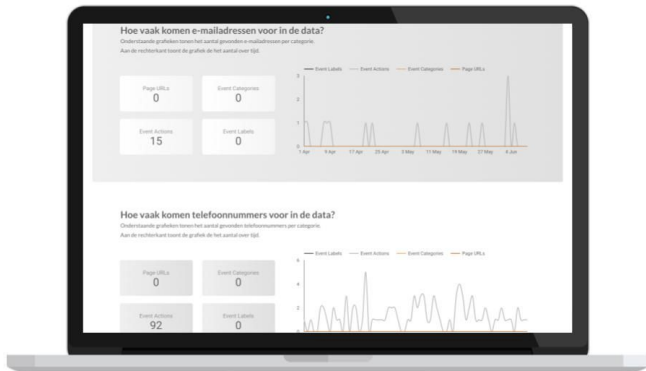 Hoe vaak komen e-mailadressen voor in de data?
Onderstaande grafieken tonen het aantal gevonden e-mailadressen per categorie.
Aan de rechterkant toont de grafiek de aantal over tijd.
Page URLs
0
Event Categories
0
Event Actions
15
Event Labels
0
Event Labels Event Actions Event Categories Page URLs
3
2
1
0
1 Apr 9 Apr 17 Apr 25 Apr 3 May 11 May 19 May 27 May 4 Jun
Hoe vaak komen telefoonnummers voor in de data?
Onderstaande grafieken tonen het aantal gevonden telefoonnummers per categorie.
Aan de rechterkant toont de grafiek de aantal over tijd.
Page URLs
0
Event Categories
0
Event Actions
92
Event Labels
0
Event Labels Event Actions Event Categories Page URLs
6
4
2
0